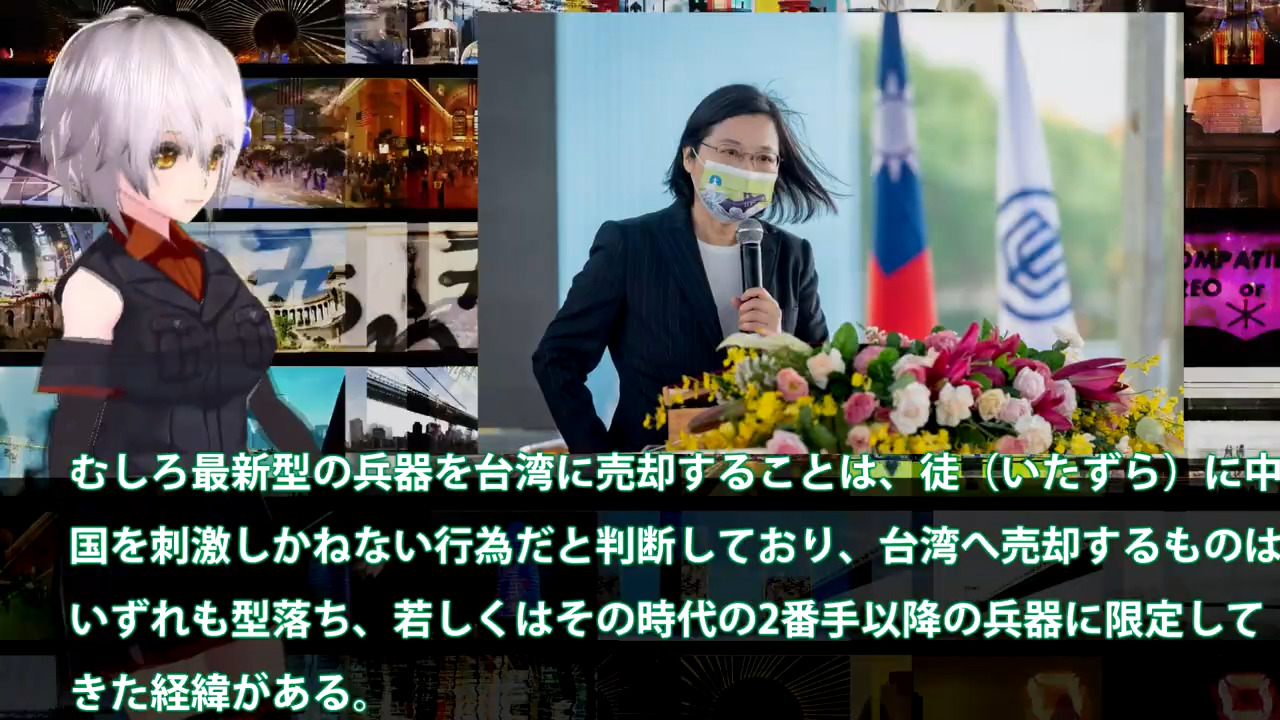 OMPATIB
REO or
むしろ最新型の兵器を台湾に売却することは、徒（いたずら）に中
国を刺激しかねない行為だと判断しており、台湾へ売却するものは
いずれも型落ち、若しくはその時代の2番手以降の兵器に限定して
きた経緯がある。